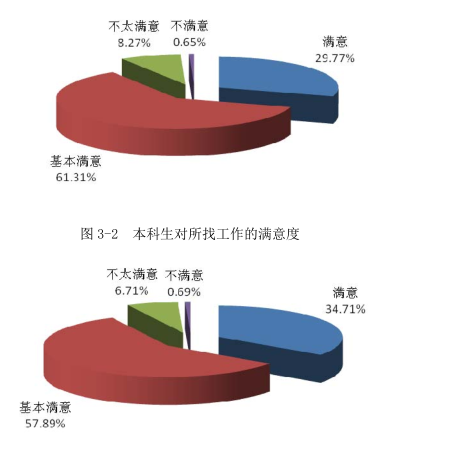 不太满意 不满意
8.27% 0.65%
满意
29.77%
基本满意
61.31%
图 3-2 本科生对所找工作的满意度
不太满意 不满意
6.71% 0.69%
满意
34.71%
基本满意
57.89%